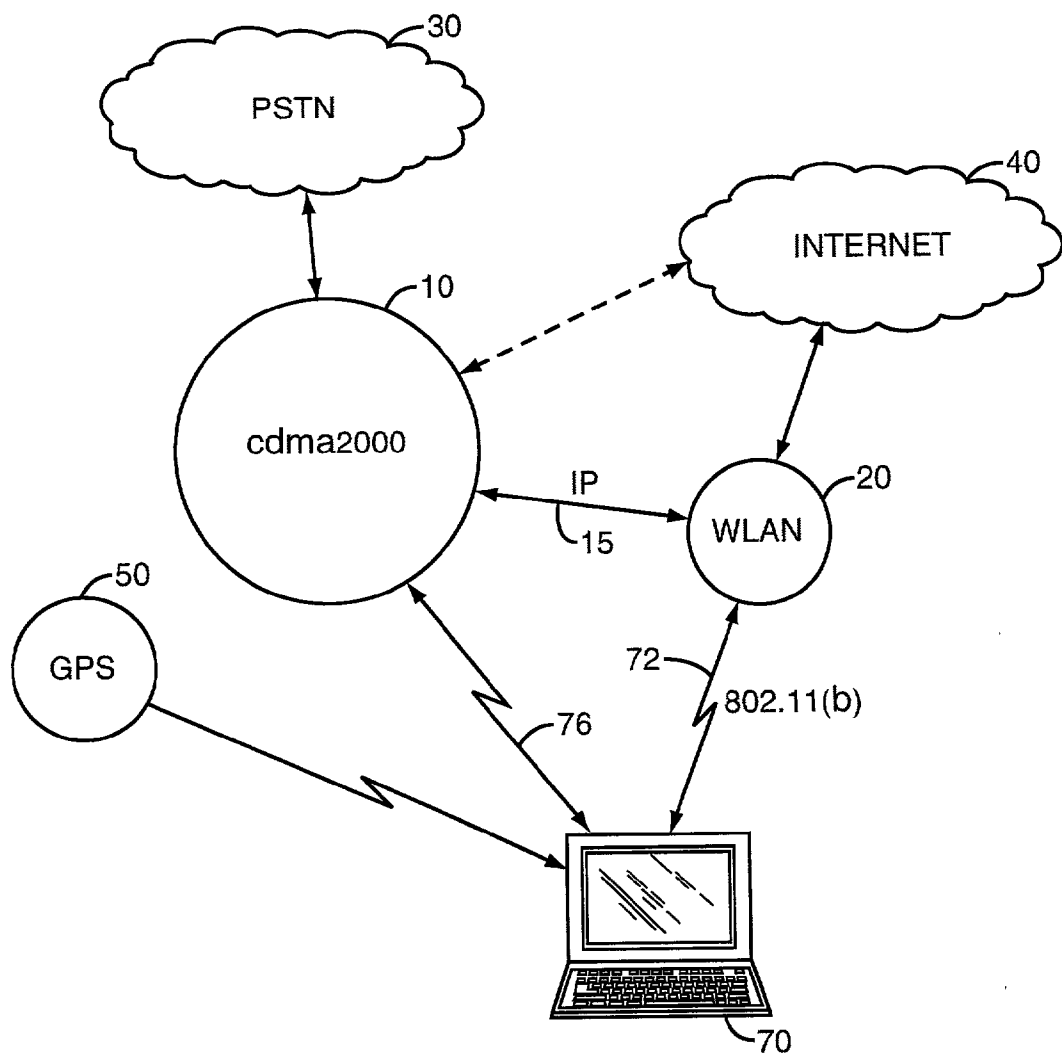 30
PSTN
40
INTERNET
10
cdma2000
IP
15
20
WLAN
50
GPS
72
802.11(b)
76
70